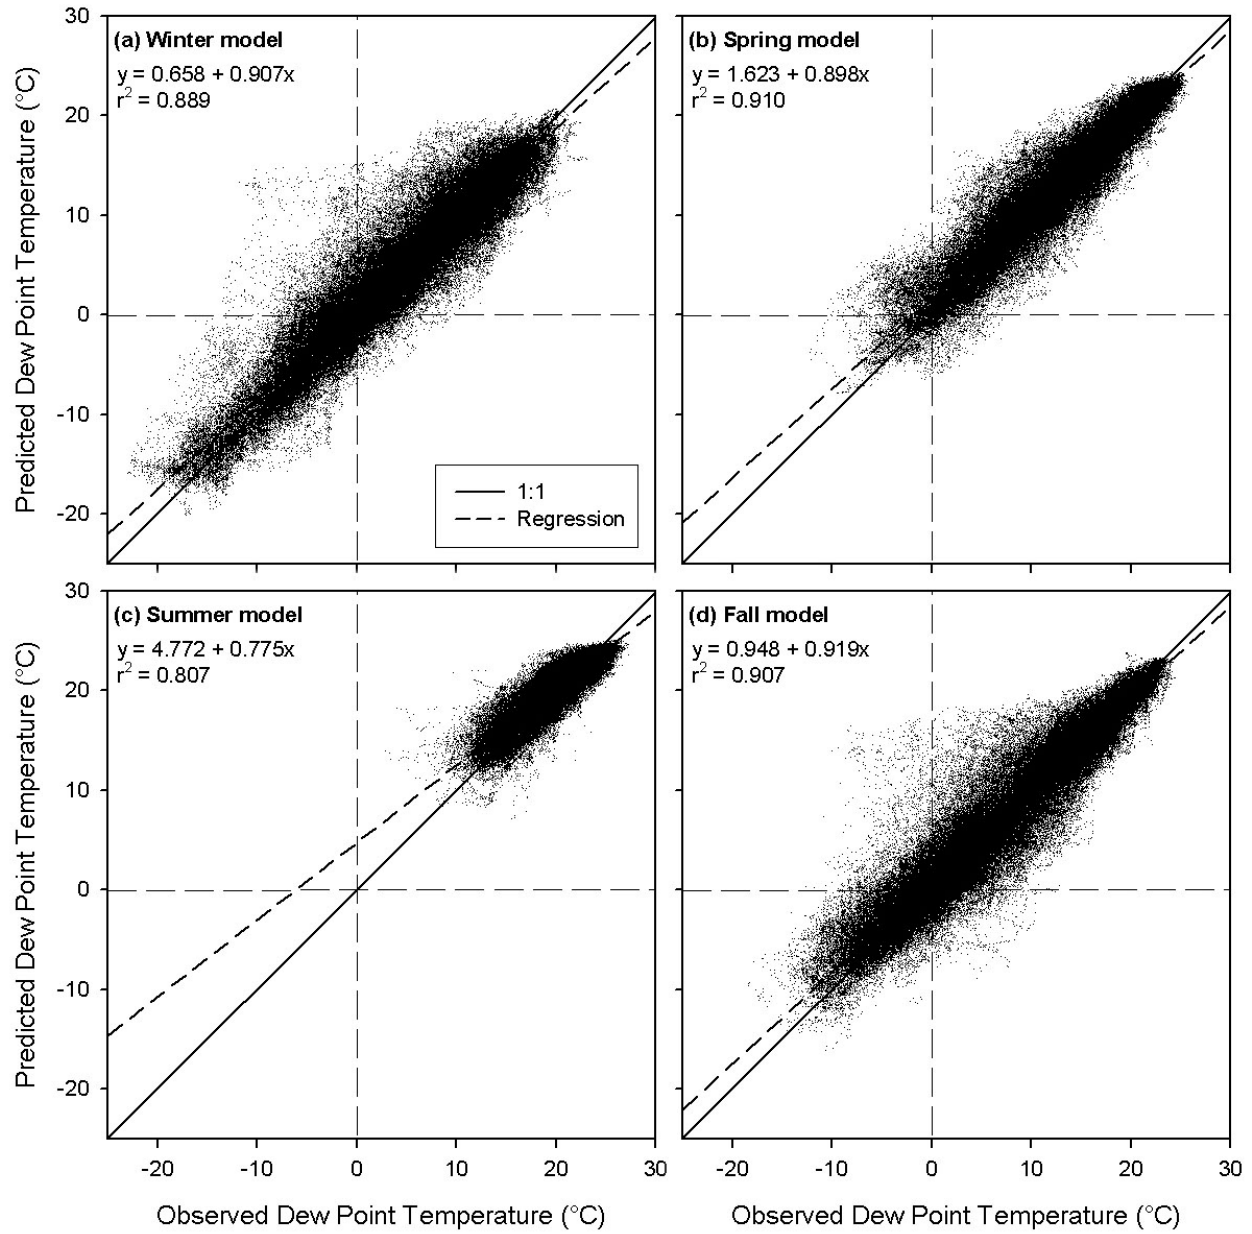 (a) Winter model
y = 0.658 + 0.907x
r² = 0.889
(b) Spring model
y = 1.623 + 0.898x
r² = 0.910
30
20
10
0
-10
-20
Predicted Dew Point Temperature (°C)
1:1
Regression
(c) Summer model
y = 4.772 + 0.775x
r² = 0.807
(d) Fall model
y = 0.948 + 0.919x
r² = 0.907
30
20
10
0
-10
-20
Predicted Dew Point Temperature (°C)
-20 -10 0 10 20 30
-20 -10 0 10 20 30
Observed Dew Point Temperature (°C)
Observed Dew Point Temperature (°C)